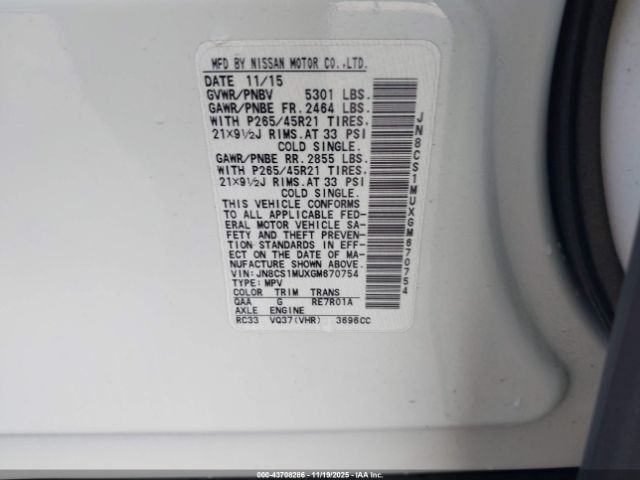 MFD BY NISSAN MOTOR CO.,LTD.
DATE 11/15
GVWR/PNBV 5301 LBS.
GAWR/PNBE FR. 2464 LBS.
WITH P265/45R21 TIRES,
21X9½J RIMS.AT 33 PSI
COLD SINGLE.
GAWR/PNBE RR. 2855 LBS.
WITH P265/45R21 TIRES,
21X9½J RIMS.AT 33 PSI
COLD SINGLE.
THIS VEHICLE CONFORMS
TO ALL APPLICABLE FED-
ERAL MOTOR VEHICLE SA-
FETY AND THEFT PREVEN-
TION STANDARDS IN EFF-
ECT ON THE DATE OF MA-
NUFACTURE SHOWN ABOVE.
VIN:JN8CS1MUXGM670754
TYPE:MPV
COLOR TRIM TRANS
QAA G RE7R01A
AXLE ENGINE
RC33 VQ37(VHR) 3696CC
JN8CS1MUXGM670754
000-43708286 - 11/19/2025 - IAAI.COM